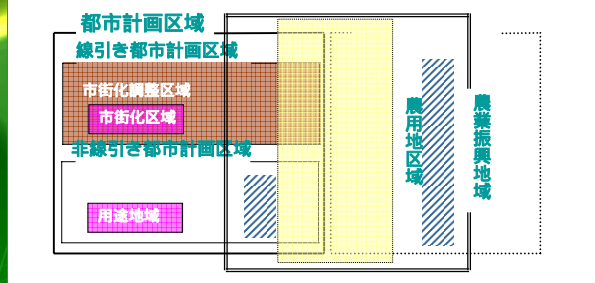 都市計画区域
線引き都市計画区域
市街化調整区域
市街化区域
非線引き都市計画区域
用途地域
農用地区域
農業振興地域